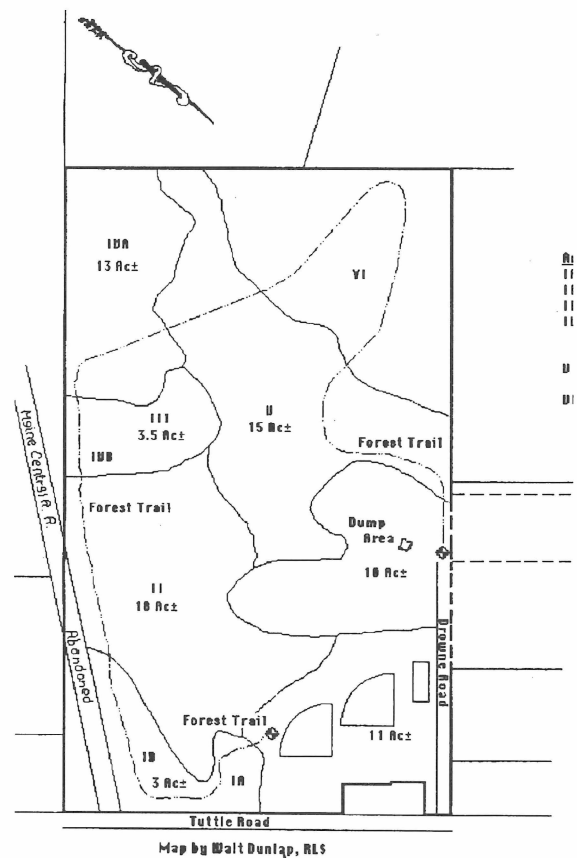 IVA
13 Ac±
VI
III
3.5 Ac±
V
15 Ac±
IVB
Forest Trail
Forest Trail
Maine Central R. R.
Abandoned
Dump
Area
10 Ac±
II
18 Ac±
Drowne Road
Forest Trail
11 Ac±
IB
3 Ac±
IA
Tuttle Road
Map by Walt Dunlap, RLS